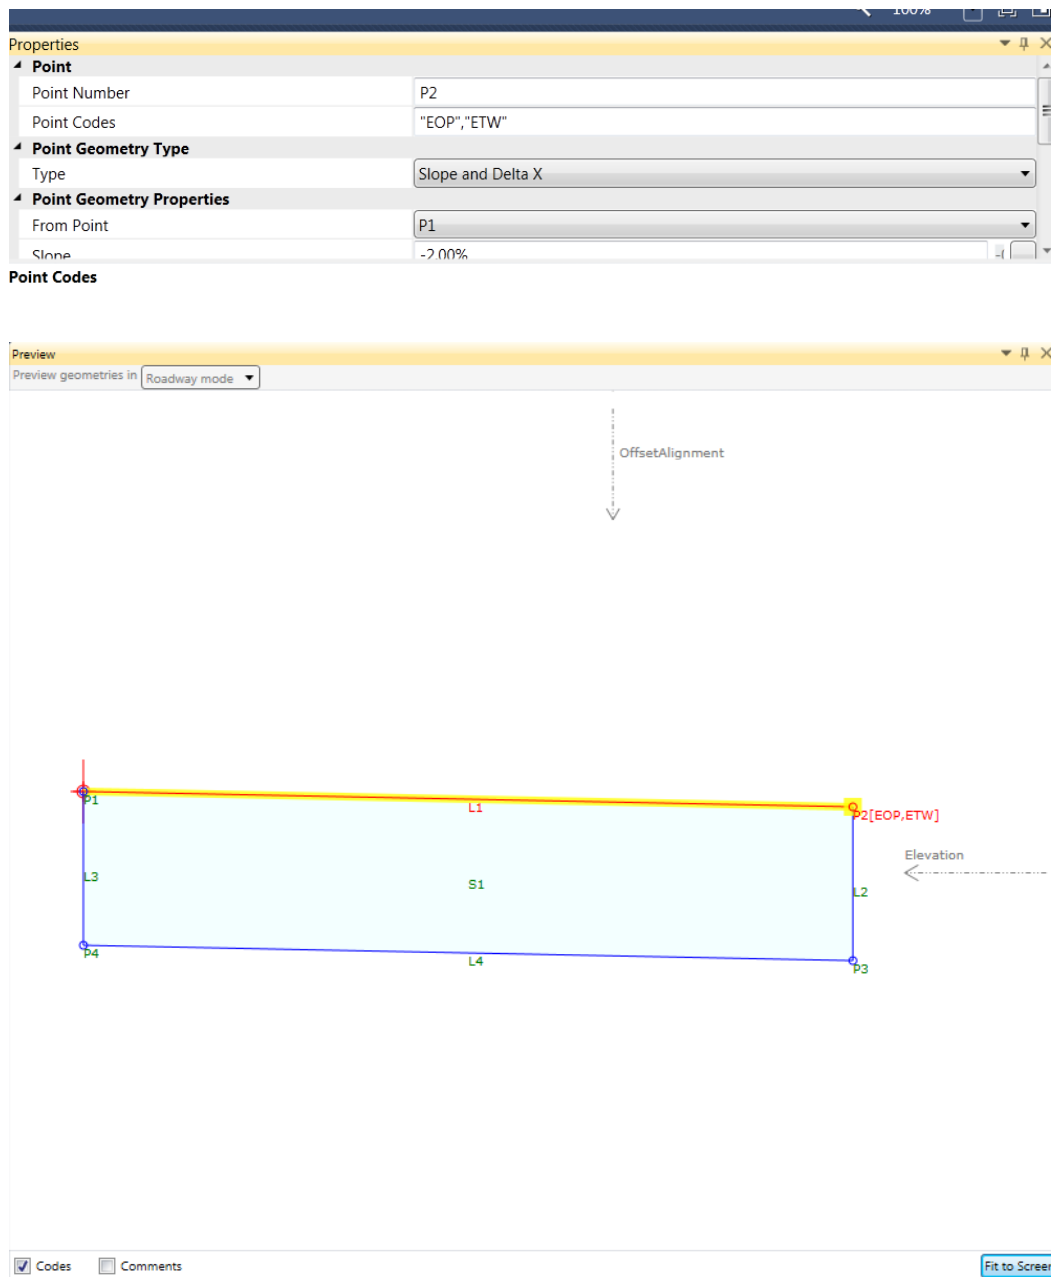 100%
Properties
Point
Point Number P2
Point Codes "EOP","ETW"
Point Geometry Type
Type Slope and Delta X
Point Geometry Properties
From Point P1
Slope -2.00%
Point Codes
Preview
Preview geometries in Roadway mode
OffsetAlignment
P1
L1
P2[EOP,ETW]
Elevation
L3
S1
L2
P4
L4
P3
Codes Comments Fit to Screen